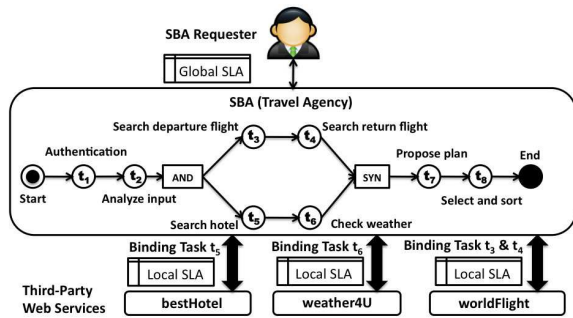 SBA Requester
Global SLA
SBA (Travel Agency)
Search departure flight t3 t4 Search return flight
Authentication Propose plan End
t1 t2 AND SYN t7 t8
Start Analyze input Select and sort
Search hotel t5 t6 Check weather
Binding Task t5 Binding Task t6 Binding Task t3 & t4
Local SLA Local SLA Local SLA
Third-Party
Web Services
bestHotel weather4U worldFlight